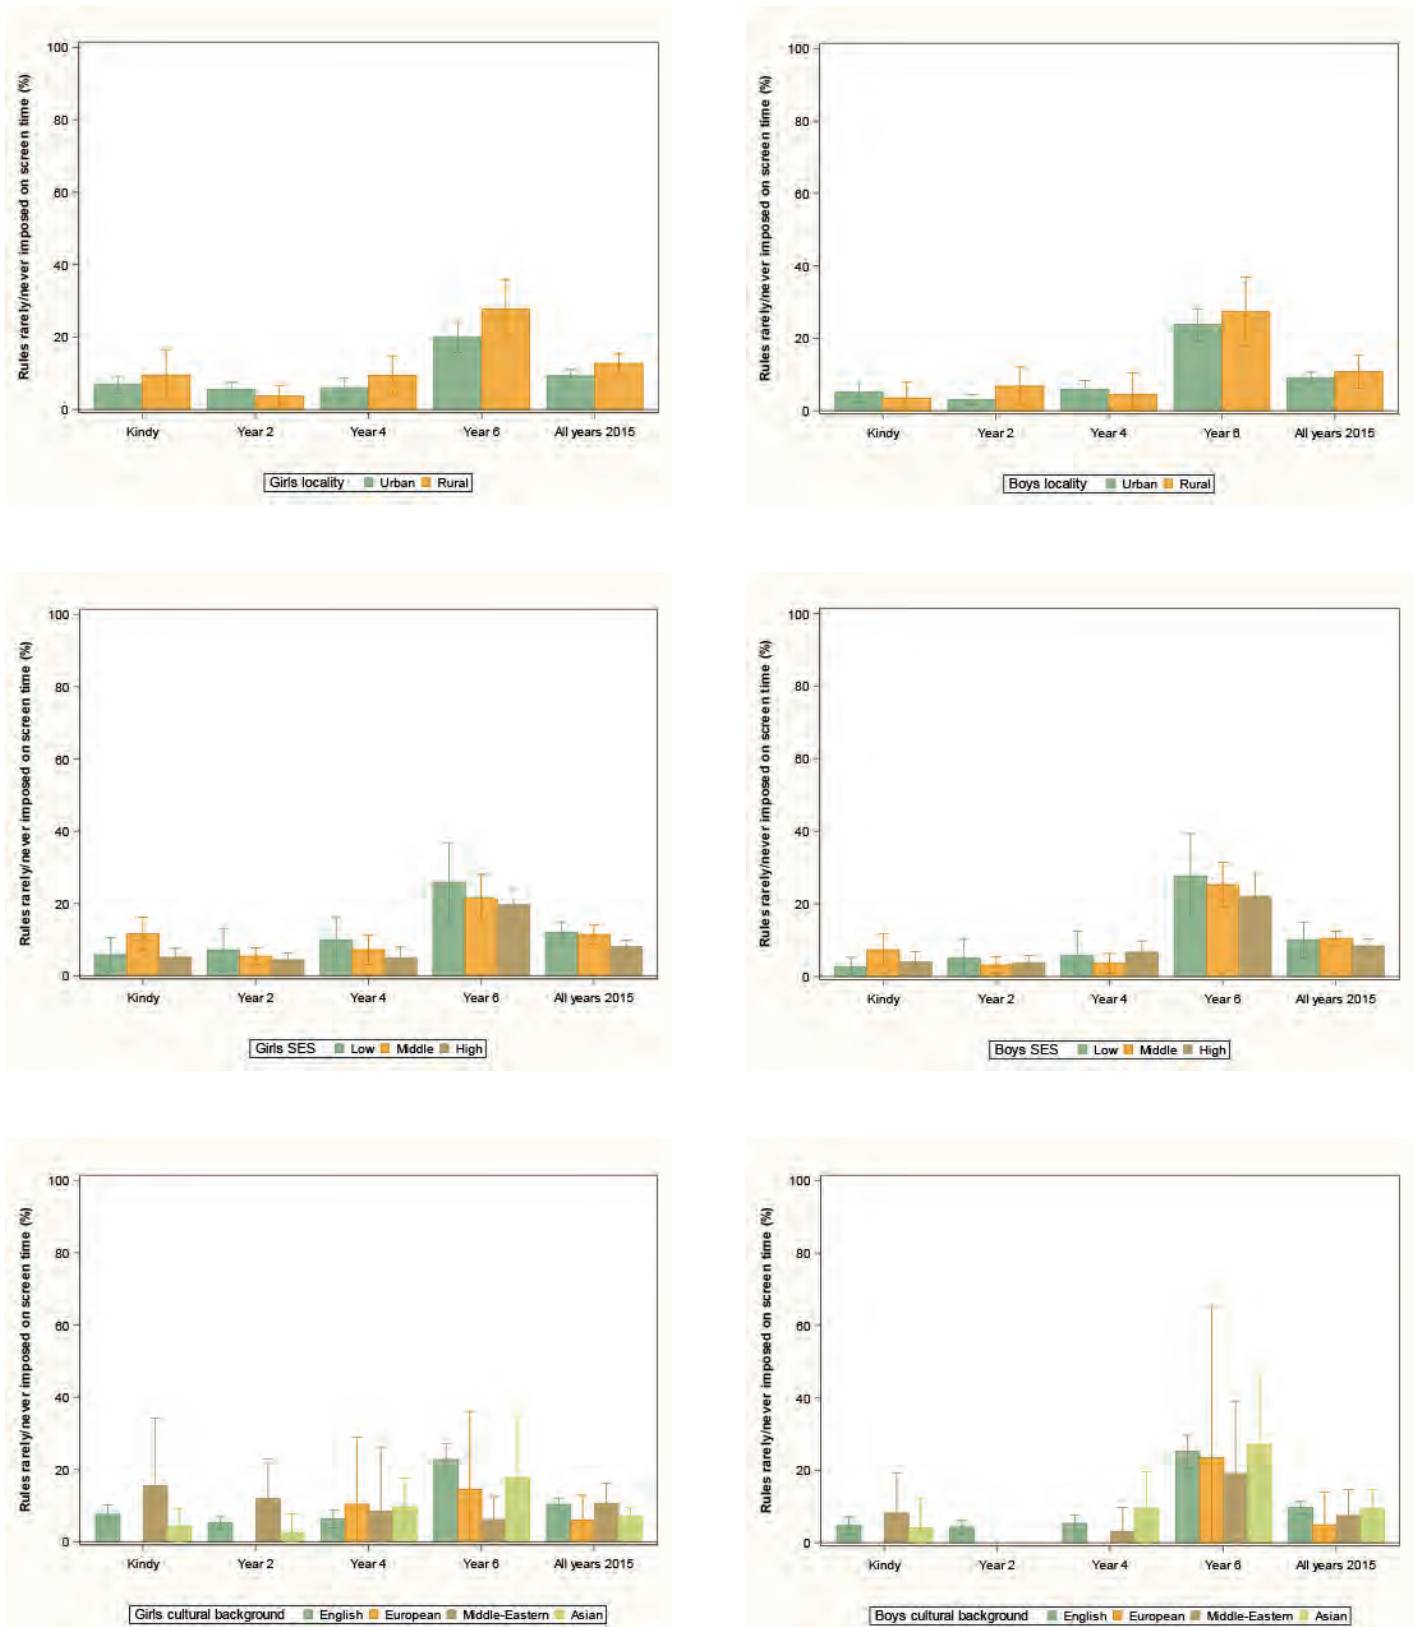 Rules rarely/never imposed on screen time (%)
100
80
60
40
20
0
Kindy Year 2 Year 4 Year 6 All years 2015
Girls locality Urban Rural
Rules rarely/never imposed on screen time (%)
100
80
60
40
20
0
Kindy Year 2 Year 4 Year 6 All years 2015
Boys locality Urban Rural
Rules rarely/never imposed on screen time (%)
100
80
60
40
20
0
Kindy Year 2 Year 4 Year 6 All years 2015
Girls SES Low Middle High
Rules rarely/never imposed on screen time (%)
100
80
60
40
20
0
Kindy Year 2 Year 4 Year 6 All years 2015
Boys SES Low Middle High
Rules rarely/never imposed on screen time (%)
100
80
60
40
20
0
Kindy Year 2 Year 4 Year 6 All years 2015
Girls cultural background English European Middle-Eastern Asian
Rules rarely/never imposed on screen time (%)
100
80
60
40
20
0
Kindy Year 2 Year 4 Year 6 All years 2015
Boys cultural background English European Middle-Eastern Asian